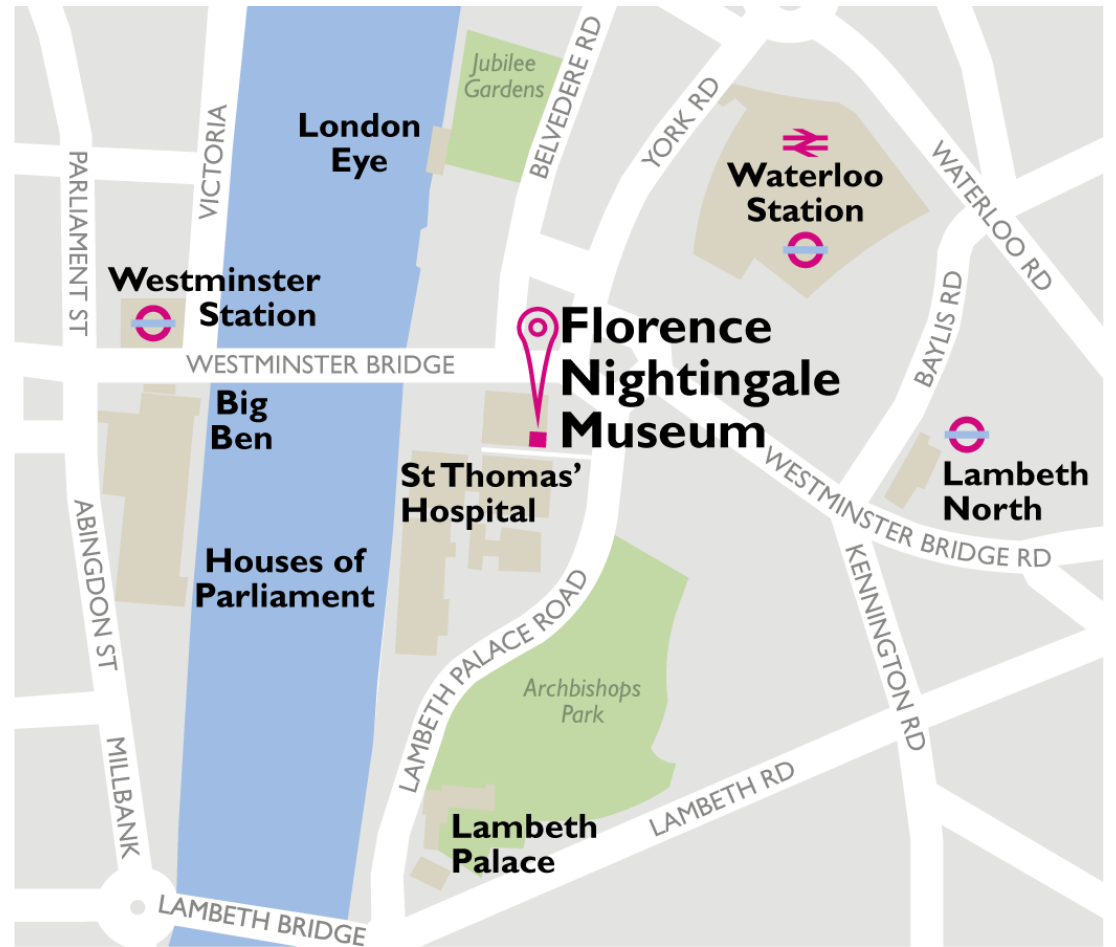 Jubilee
Gardens
BELVEDERE RD
YORK RD
London
Eye
VICTORIA
PARLIAMENT ST
Waterloo
Station
WATERLOO RD
Westminster
Station
BAYLIS RD
Florence
Nightingale
Museum
WESTMINSTER BRIDGE
Big
Ben
St Thomas’
Hospital
WESTMINSTER BRIDGE RD
Lambeth
North
ABINGDON ST
Houses of
Parliament
KENNINGTON RD
LAMBETH PALACE ROAD
Archbishops
Park
MILLBANK
LAMBETH RD
Lambeth
Palace
LAMBETH BRIDGE